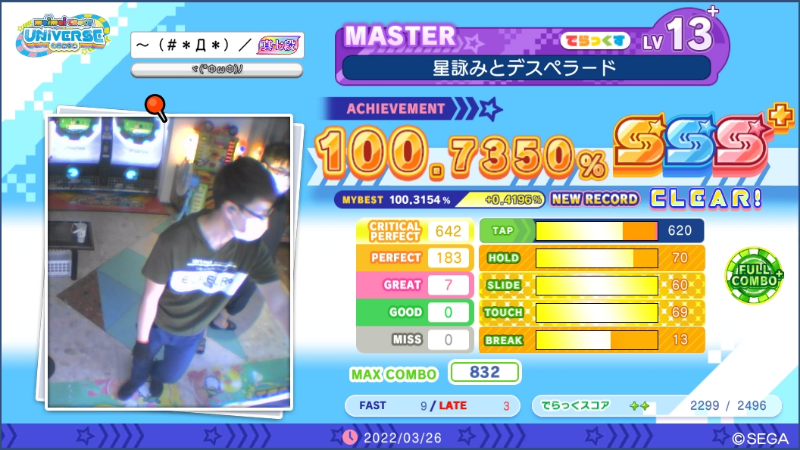 maimai でらっくす
UNiVERSE
～（＃＊Д＊）／
MASTER
でらっくす
LV 13+
星詠みとデスペラード
ACHIEVEMENT
100.7350%
SSS+
MYBEST 100,3154% +0,4196% NEW RECORD CLEAR!
CRITICAL PERFECT 642
TAP 620
PERFECT 183
HOLD 70
GREAT 7
SLIDE 60
GOOD 0
TOUCH 69
MISS 0
BREAK 13
FULL COMBO+
MAX COMBO 832
FAST 9/LATE 3
でらっくスコア ✦✦ 2299 / 2496
2022/03/26
©SEGA